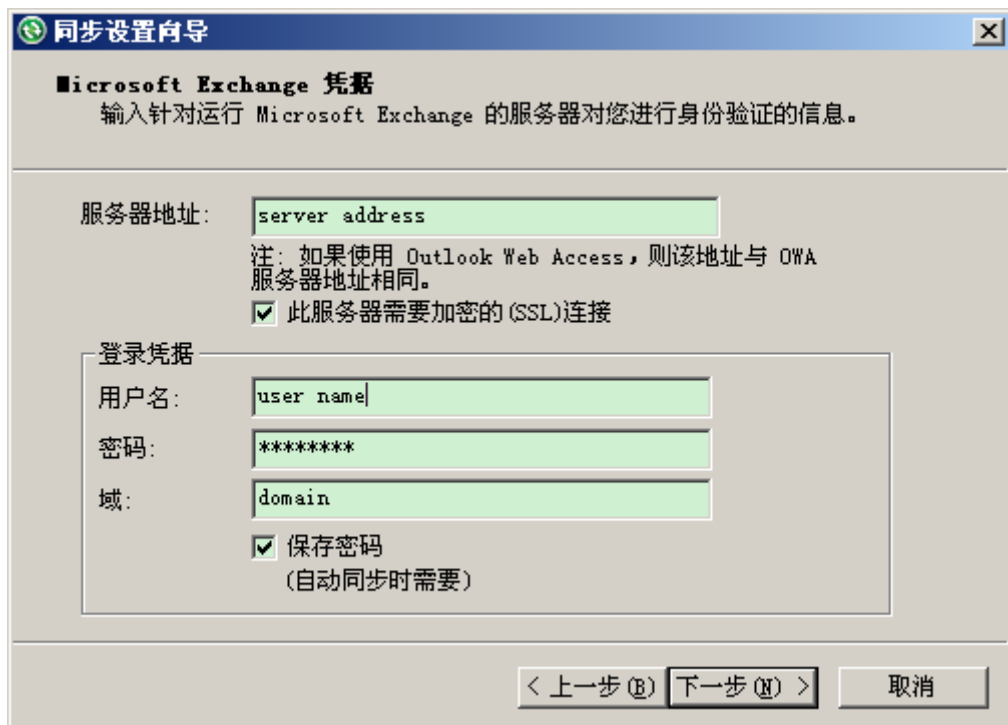 同步设置向导
Microsoft Exchange 凭据
输入针对运行 Microsoft Exchange 的服务器对您进行身份验证的信息。
服务器地址: server address
注: 如果使用 Outlook Web Access,则该地址与 OWA
服务器地址相同。
此服务器需要加密的(SSL)连接
登录凭据
用户名: user name
密码: ********
域: domain
保存密码
(自动同步时需要)
< 上一步(B) 下一步(N) > 取消